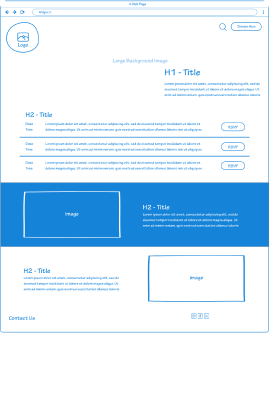 A Web Page
https://
Logo
Donate Now
Large Background Image
H1 - Title
Lorem ipsum dolor sit amet, consectetur adipiscing elit, sed do
eiusmod tempor incididunt ut labore et dolore magna aliqua. Ut
enim ad minim veniam, quis nostrud exercitation ullamco laboris.
H2 - Title
Date
Time
Lorem ipsum dolor sit amet, consectetur adipiscing elit, sed do eiusmod tempor incididunt ut labore et
dolore magna aliqua. Ut enim ad minim veniam, quis nostrud exercitation ullamco laboris.
RSVP
Date
Time
Lorem ipsum dolor sit amet, consectetur adipiscing elit, sed do eiusmod tempor incididunt ut labore et
dolore magna aliqua. Ut enim ad minim veniam, quis nostrud exercitation ullamco laboris.
RSVP
Date
Time
Lorem ipsum dolor sit amet, consectetur adipiscing elit, sed do eiusmod tempor incididunt ut labore et
dolore magna aliqua. Ut enim ad minim veniam, quis nostrud exercitation ullamco laboris.
RSVP
Image
H2 - Title
Lorem ipsum dolor sit amet, consectetur adipiscing elit, sed do
eiusmod tempor incididunt ut labore et dolore magna aliqua. Ut
enim ad minim veniam, quis nostrud exercitation ullamco laboris.
H2 - Title
Lorem ipsum dolor sit amet, consectetur adipiscing elit, sed do
eiusmod tempor incididunt ut labore et dolore magna aliqua. Ut
enim ad minim veniam, quis nostrud exercitation ullamco laboris.
Image
Contact Us